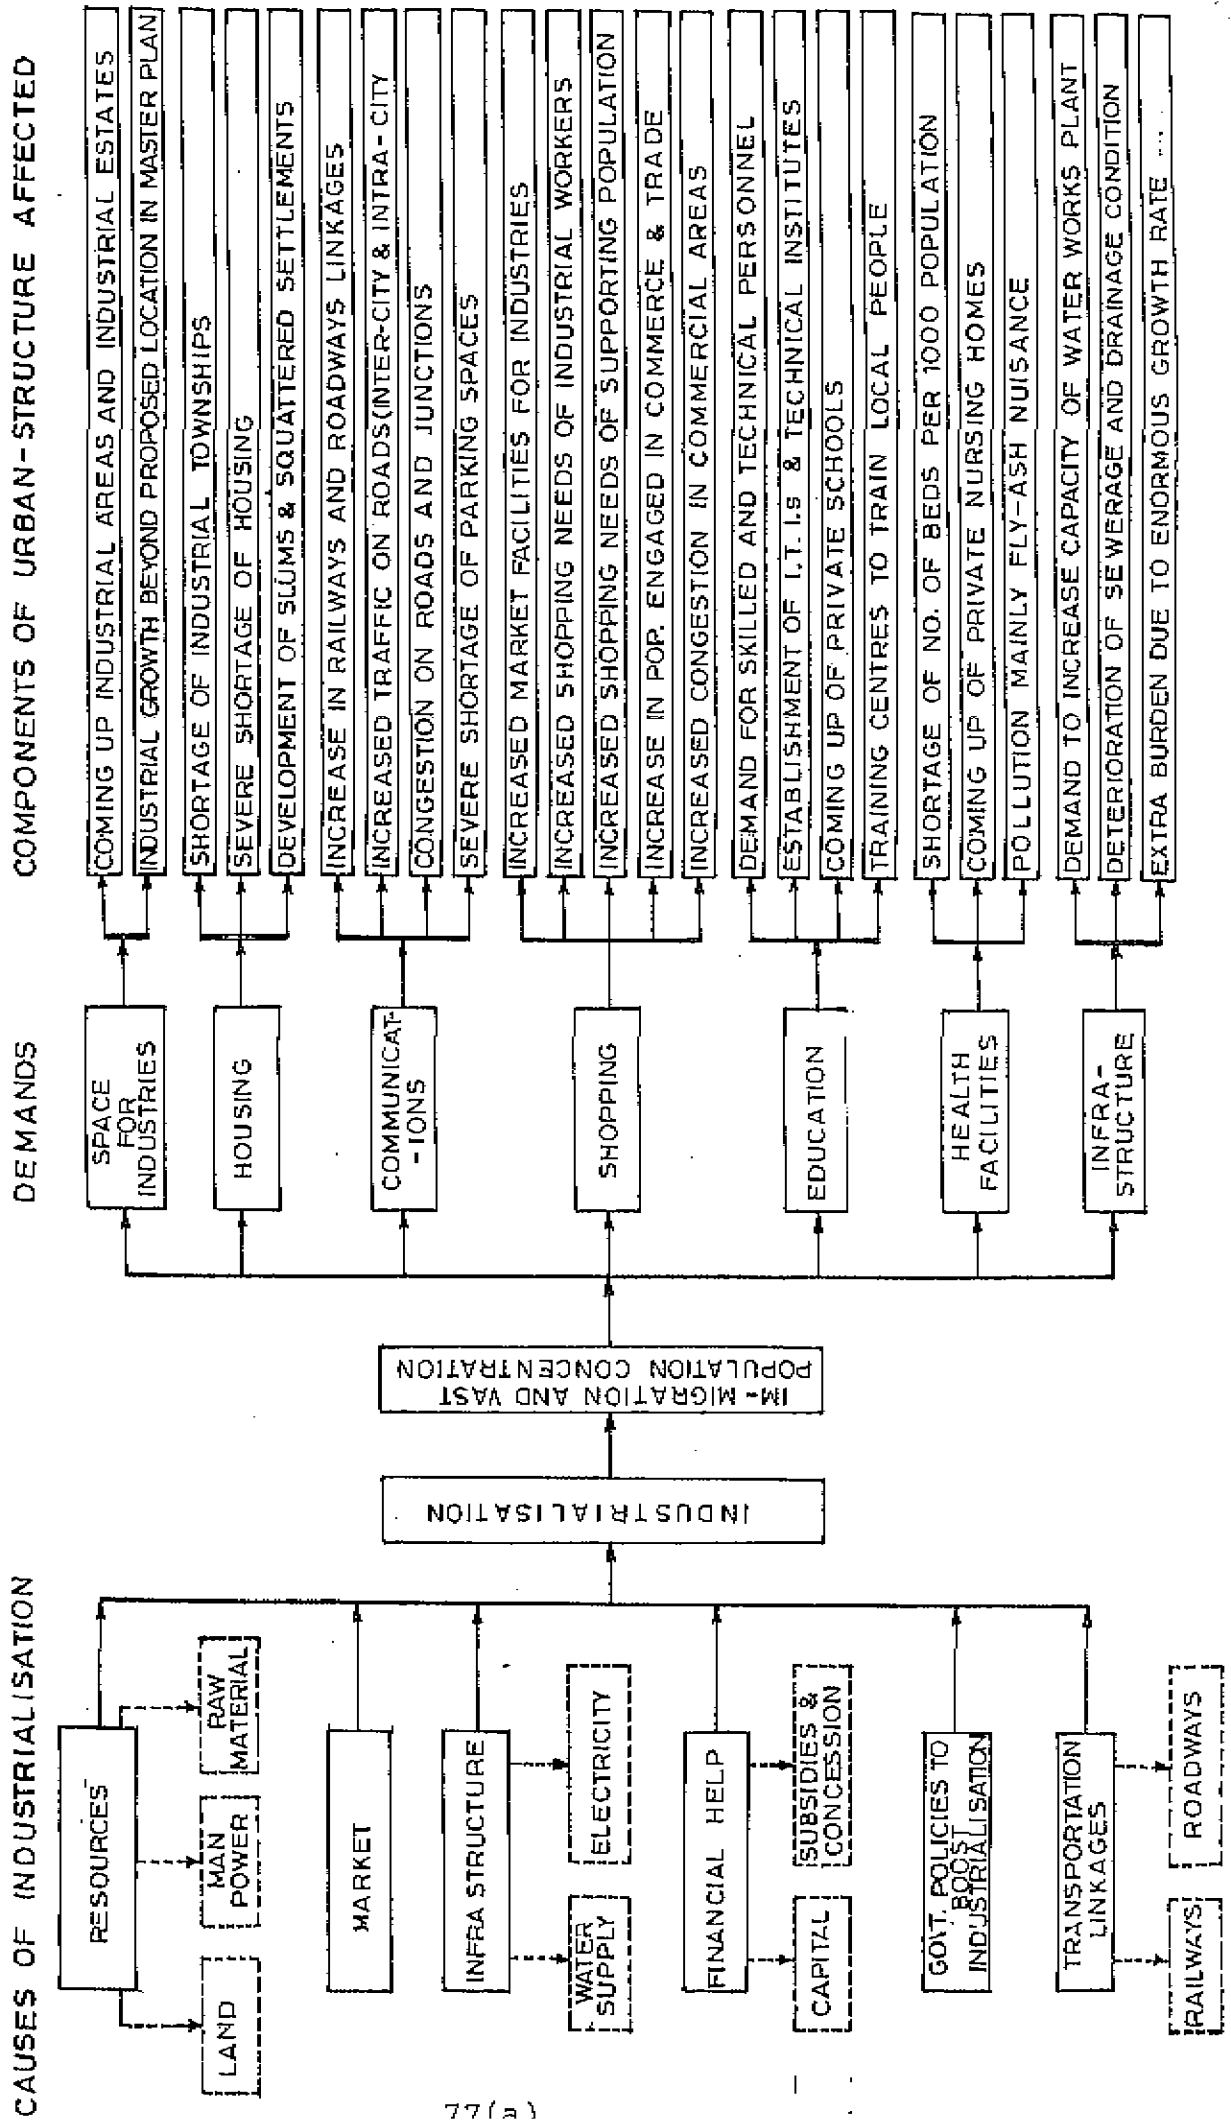 CAUSES OF INDUSTRIALISATION
RESOURCES
LAND
MAN
POWER
RAW
MATERIAL
MARKET
INFRA STRUCTURE
WATER
SUPPLY
ELECTRICITY
FINANCIAL HELP
CAPITAL
SUBSIDIES &
CONCESSION
GOVT. POLICIES TO
BOOST
INDUSTRIALISATION
TRANSPORTATION
LINKAGES
RAILWAYS
ROADWAYS
INDUSTRIALISATION
IM-MIGRATION AND VAST
POPULATION CONCENTRATION
DEMANDS
SPACE
FOR
INDUSTRIES
HOUSING
COMMUNICAT-
-IONS
SHOPPING
EDUCATION
HEALTH
FACILITIES
INFRA-
STRUCTURE
COMPONENTS OF URBAN-STRUCTURE AFFECTED
COMING UP INDUSTRIAL AREAS AND INDUSTRIAL ESTATES
INDUSTRIAL GROWTH BEYOND PROPOSED LOCATION IN MASTER PLAN
SHORTAGE OF INDUSTRIAL TOWNSHIPS
SEVERE SHORTAGE OF HOUSING
DEVELOPMENT OF SLUMS & SQUATTERED SETTLEMENTS
INCREASE IN RAILWAYS AND ROADWAYS LINKAGES
INCREASED TRAFFIC ON ROADS(INTER-CITY & INTRA-CITY
CONGESTION ON ROADS AND JUNCTIONS
SEVERE SHORTAGE OF PARKING SPACES
INCREASED MARKET FACILITIES FOR INDUSTRIES
INCREASED SHOPPING NEEDS OF INDUSTRIAL WORKERS
INCREASED SHOPPING NEEDS OF SUPPORTING POPULATION
INCREASE IN POP. ENGAGED IN COMMERCE & TRADE
INCREASED CONGESTION IN COMMERCIAL AREAS
DEMAND FOR SKILLED AND TECHNICAL PERSONNEL
ESTABLISHMENT OF I.T. I.s & TECHNICAL INSTITUTES
COMING UP OF PRIVATE SCHOOLS
TRAINING CENTRES TO TRAIN LOCAL PEOPLE
SHORTAGE OF NO. OF BEDS PER 1000 POPULATION
COMING UP OF PRIVATE NURSING HOMES
POLLUTION MAINLY FLY-ASH NUISANCE
DEMAND TO INCREASE CAPACITY OF WATER WORKS PLANT
DETERIORATION OF SEWERAGE AND DRAINAGE CONDITION
EXTRA BURDEN DUE TO ENORMOUS GROWTH RATE
77(a)